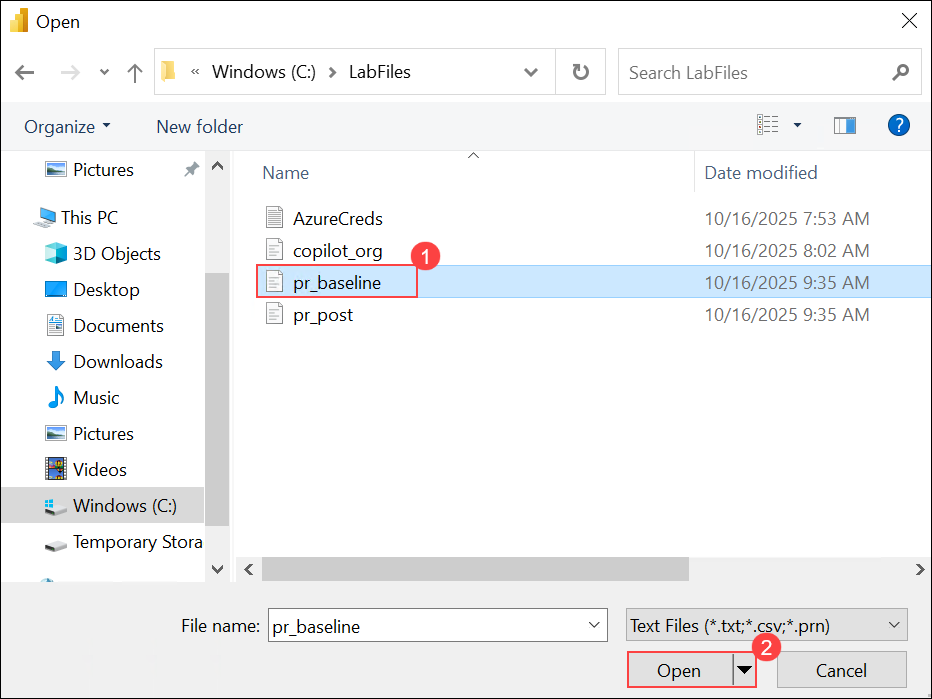 Open
« Windows (C:) > LabFiles
Search LabFiles
Organize
New folder
?
Pictures
This PC
3D Objects
Desktop
Documents
Downloads
Music
Pictures
Videos
Windows (C:)
Temporary Stora
Name
Date modified
AzureCreds 10/16/2025 7:53 AM
copilot_org 10/16/2025 8:02 AM
1
pr_baseline 10/16/2025 9:35 AM
pr_post 10/16/2025 9:35 AM
File name: pr_baseline
Text Files (*.txt;*.csv;*.prn)
2
Open
Cancel